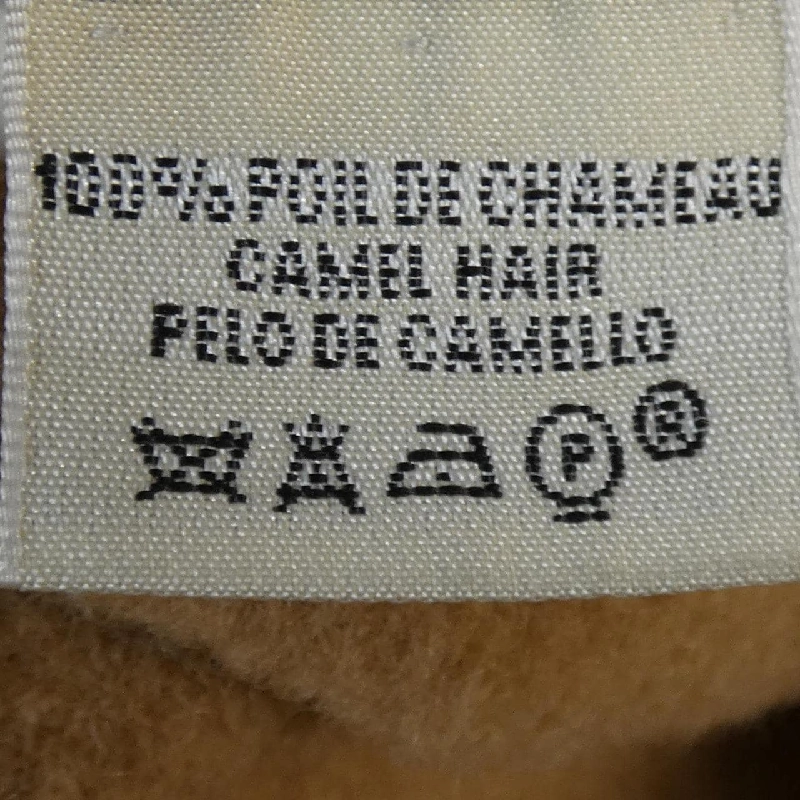 100% POIL DE CHAMEAU
CAMEL HAIR
PELO DE CAMELLO
P ®